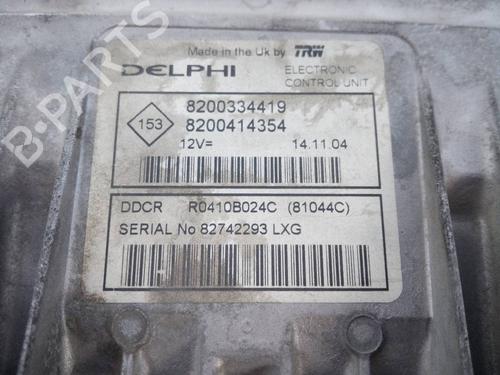 Made in the Uk by TRW
DELPHI ELECTRONIC CONTROL UNIT
153
8200334419
8200414354
12V= 14.11.04
DDCR R0410B024C (81044C)
SERIAL No 82742293 LXG
B-PARTS